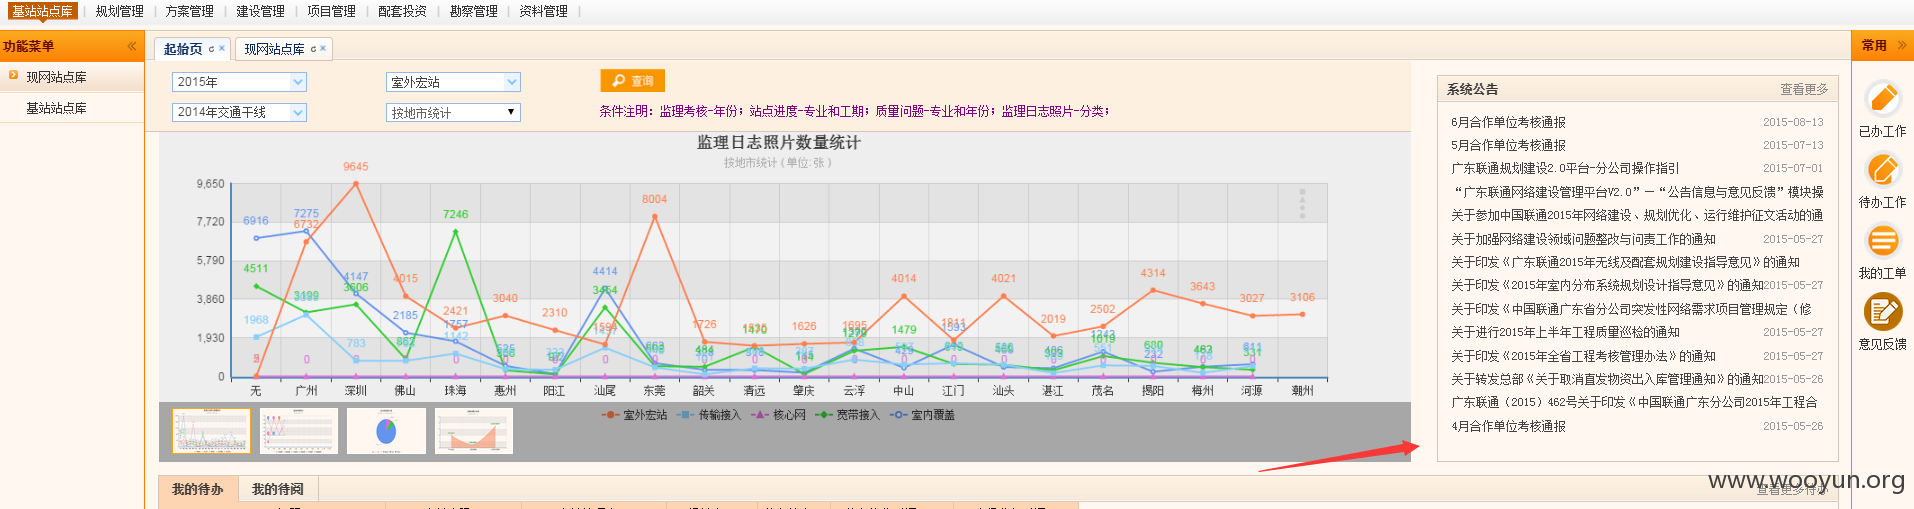 基站站点库 规划管理 方案管理 建设管理 项目管理 配套投资 勘察管理 资料管理
功能菜单
现网站点库
基站站点库
起始页 现网站点库
2015年 室外宏站 查询
2014年交通干线 按地市统计 条件注明：监理考核-年份；站点进度-专业和工期；质量问题-专业和年份；监理日志照片-分类；
监理日志照片数量统计
按地市统计 ( 单位: 张 )
9,650
7,720
5,790
3,860
1,930
0
6916 7275 9645 7246 8004
6732
4511 4147 4015 4414 4014 4021 4314
3606 3040 3464 3643 3027 3106
1968 2185 2421 2310 1726 1626 1479 2019 2502
783 1757 1142 1593
无 广州 深圳 佛山 珠海 惠州 阳江 汕尾 东莞 韶关 清远 肇庆 云浮 中山 江门 汕头 湛江 茂名 揭阳 梅州 河源 潮州
室外宏站 传输接入 核心网 宽带接入 室内覆盖
系统公告 查看更多
6月合作单位考核通报 2015-08-13
5月合作单位考核通报 2015-07-13
广东联通规划建设2.0平台-分公司操作指引 2015-07-01
“广东联通网络建设管理平台V2.0”－“公告信息与意见反馈”模块操
关于参加中国联通2015年网络建设、规划优化、运行维护征文活动的通
关于加强网络建设领域问题整改与问责工作的通知 2015-05-27
关于印发《广东联通2015年无线及配套规划建设指导意见》的通知
关于印发《2015年室内分布系统规划设计指导意见》的通知 2015-05-27
关于印发《中国联通广东省分公司突发性网络需求项目管理规定（修
关于进行2015年上半年工程质量巡检的通知 2015-05-27
关于印发《2015年全省工程考核管理办法》的通知 2015-05-27
关于转发总部《关于取消直发物资出入库管理通知》的通知 2015-05-26
广东联通（2015）462号关于印发《中国联通广东分公司2015年工程合
4月合作单位考核通报 2015-05-26
常用
已办工作
待办工作
我的工单
意见反馈
我的待办 我的待阅 查看更多待办
www.wooyun.org